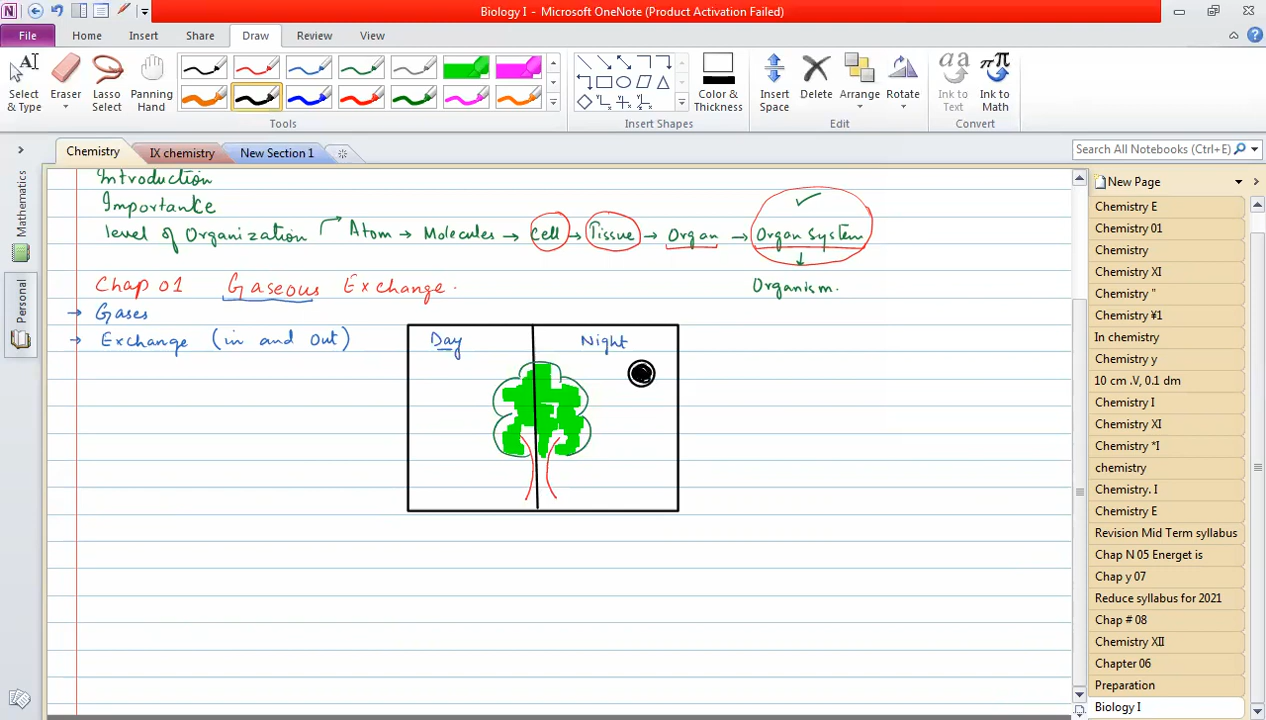 Biology I - Microsoft OneNote (Product Activation Failed)
File Home Insert Share Draw Review View
Select & Type
Eraser
Lasso Select
Panning Hand
Color & Thickness
Insert Space
Delete
Arrange
Rotate
Ink to Text
Ink to Math
Tools
Insert Shapes
Edit
Convert
Chemistry
IX chemistry
New Section 1
Search All Notebooks (Ctrl+E)
Mathematics
Personal
Introduction
Importance
level of Organization → Atom → Molecules → Cell → Tissue → Organ → Organ System
↓
Organism.
Chap 01 Gaseous Exchange.
→ Gases
→ Exchange (in and Out)
Day Night
New Page
Chemistry E
Chemistry 01
Chemistry
Chemistry XI
Chemistry "
Chemistry ¥1
In chemistry
Chemistry y
10 cm .V, 0.1 dm
Chemistry I
Chemistry XI
Chemistry *I
chemistry
Chemistry. I
Chemistry E
Revision Mid Term syllabus
Chap N 05 Energet is
Chap y 07
Reduce syllabus for 2021
Chap # 08
Chemistry XII
Chapter 06
Preparation
Biology I